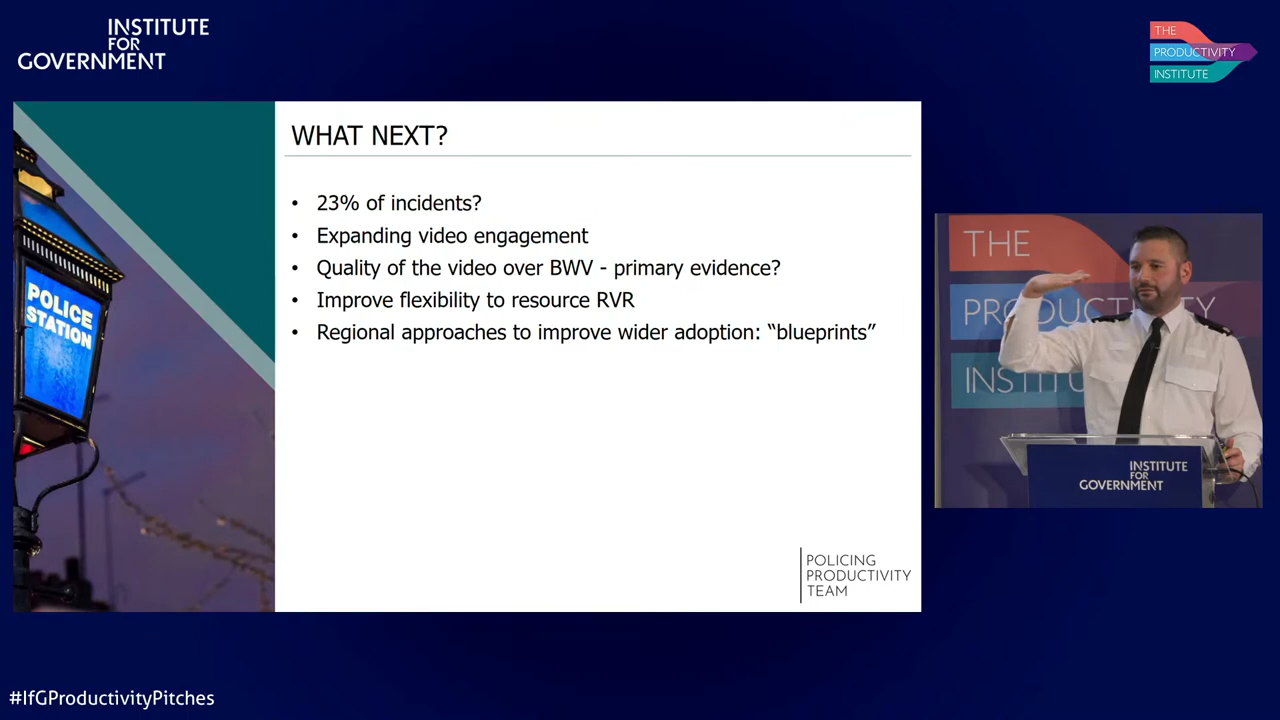 INSTITUTE
FOR
GOVERNMENT
THE
PRODUCTIVITY
INSTITUTE
WHAT NEXT?
• 23% of incidents?
• Expanding video engagement
• Quality of the video over BWV - primary evidence?
• Improve flexibility to resource RVR
• Regional approaches to improve wider adoption: “blueprints”
POLICE
STATION
POLICING
PRODUCTIVITY
TEAM
THE
INSTITUTE
FOR
GOVERNMENT
#IfGProductivityPitches